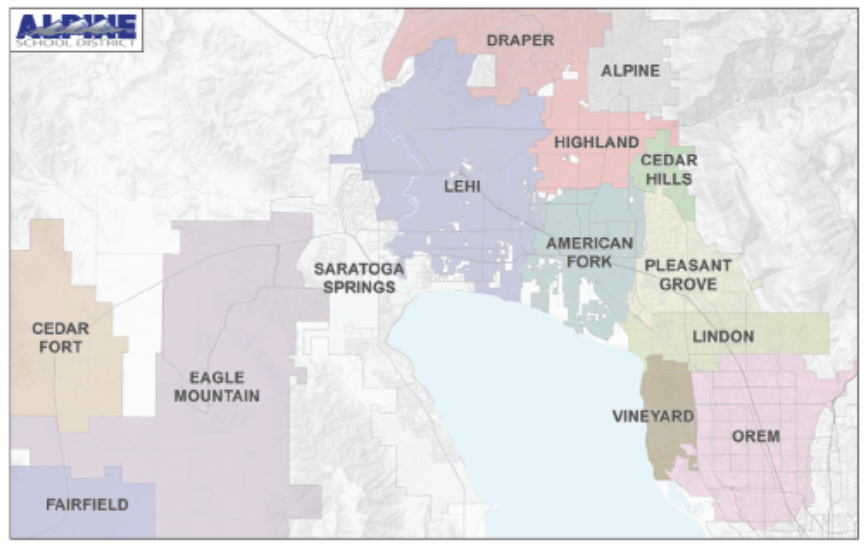 ALPINE
SCHOOL DISTRICT
DRAPER
ALPINE
HIGHLAND
CEDAR
HILLS
LEHI
AMERICAN
FORK
SARATOGA
SPRINGS
PLEASANT
GROVE
CEDAR
FORT
LINDON
EAGLE
MOUNTAIN
VINEYARD
OREM
FAIRFIELD